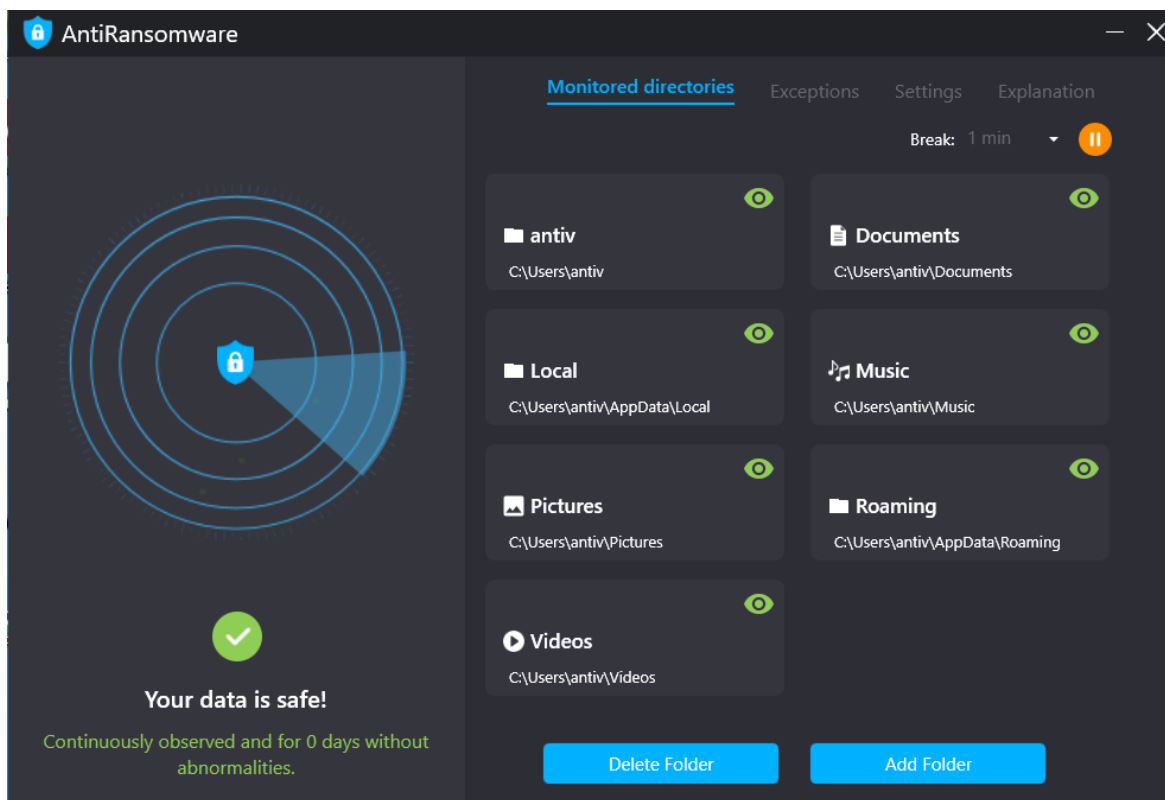 AntiRansomware
Monitored directories
Exceptions
Settings
Explanation
Break: 1 min
antiv
C:\Users\antiv
Documents
C:\Users\antiv\Documents
Local
C:\Users\antiv\AppData\Local
Music
C:\Users\antiv\Music
Pictures
C:\Users\antiv\Pictures
Roaming
C:\Users\antiv\AppData\Roaming
Videos
C:\Users\antiv\Videos
Your data is safe!
Continuously observed and for 0 days without
abnormalities.
Delete Folder
Add Folder